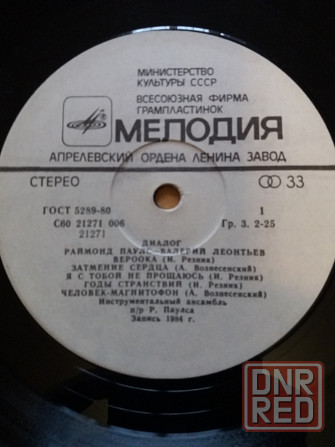 МИНИСТЕРСТВО
КУЛЬТУРЫ СССР
ВСЕСОЮЗНАЯ ФИРМА
ГРАМПЛАСТИНОК
МЕЛОДИЯ
АПРЕЛЕВСКИЙ ОРДЕНА ЛЕНИНА ЗАВОД
СТЕРЕО 33
ГОСТ 5289-80 1
С60 21271 006 Гр. 3. 2-25
21271
ДИАЛОГ
РАЙМОНД ПАУЛС—ВАЛЕРИЙ ЛЕОНТЬЕВ
ВЕРООКА (И. Резник)
ЗАТМЕНИЕ СЕРДЦА (А. Вознесенский)
Я С ТОБОЙ НЕ ПРОЩАЮСЬ (И. Резник)
ГОДЫ СТРАНСТВИЙ (И. Резник)
ЧЕЛОВЕК-МАГНИТОФОН (А. Вознесенский)
Инструментальный ансамбль
п/р Р. Паулса
Запись 1984 г.
DNR
RED